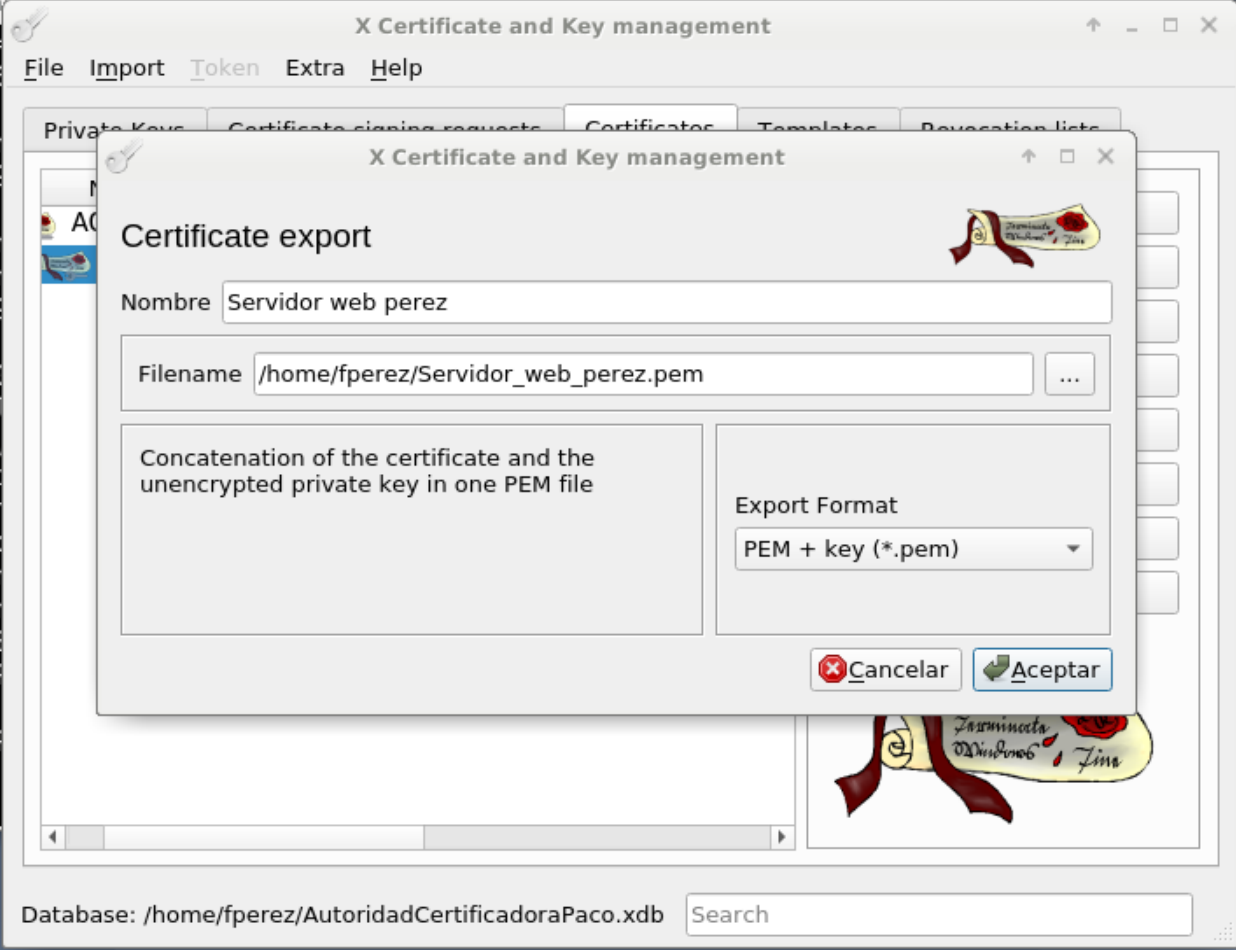 X Certificate and Key management
File Import Token Extra Help
Private Keys Certificate signing requests Certificates Templates Revocation lists
X Certificate and Key management
Certificate export
Nombre Servidor web perez
Filename /home/fperez/Servidor_web_perez.pem ...
Concatenation of the certificate and the
unencrypted private key in one PEM file
Export Format
PEM + key (*.pem)
Cancelar Aceptar
Database: /home/fperez/AutoridadCertificadoraPaco.xdb Search